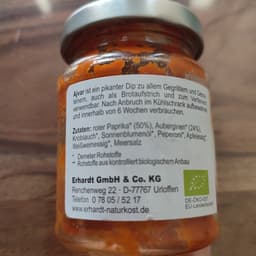 Ajvar ist ein pikanter Dip zu allem Gegrillten und Gebra-
tenem, auch als Brotaufstrich und zum Verfeinern
verwendbar. Nach Anbruch im Kühlschrank aufbewahren
und innerhalb von 6 Wochen verbrauchen.
Zutaten: roter Paprika* (50%), Auberginen* (24%),
Knoblauch*, Sonnenblumenöl*, Peperoni*, Apfelessig*,
Weißweinessig*, Meersalz
* Demeter Rohstoffe
* Rohstoffe aus kontrolliert biologischem Anbau
Erhardt GmbH & Co. KG
Renchenweg 22 - D-77767 Urloffen
Telefon 0 78 05 / 52 17
www.erhardt-naturkost.de
DE-ÖKO-007
EU-Landwirtschaft